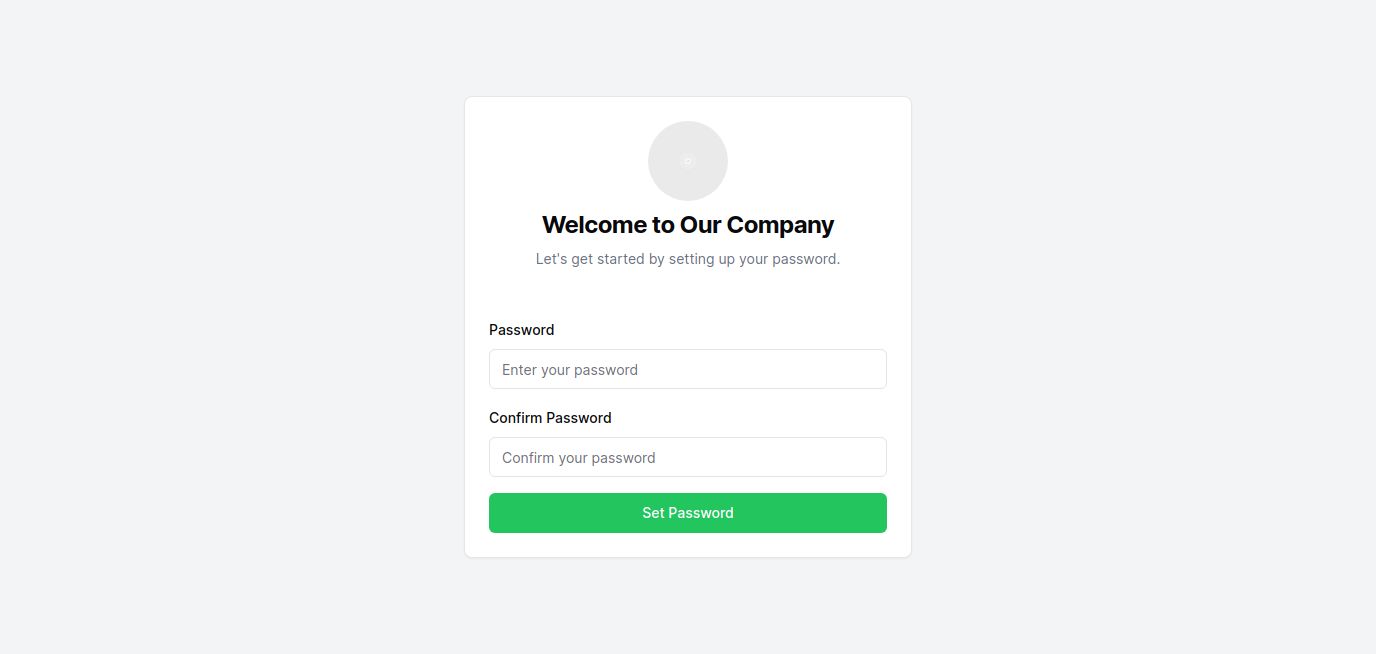 Welcome to Our Company
Let's get started by setting up your password.
Password
Enter your password
Confirm Password
Confirm your password
Set Password